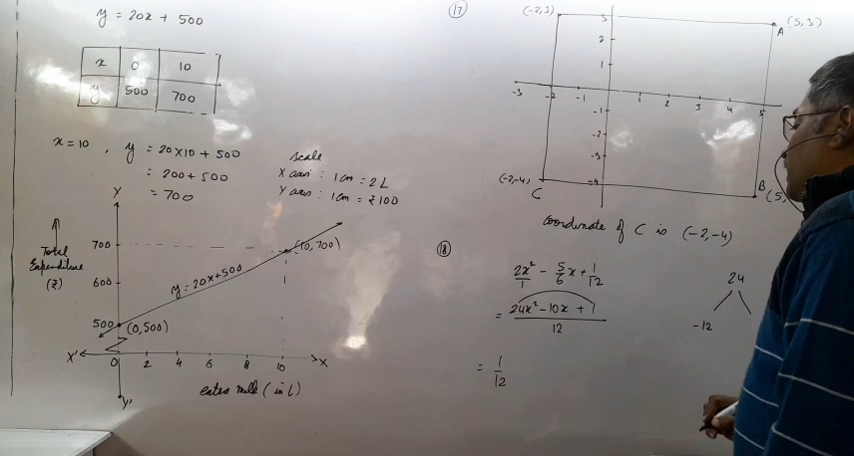 y = 20x + 500
x 0 10
y 500 700
x = 10 , y = 20×10 + 500
= 200 + 500
= 700
Scale
X axis : 1cm = 2L
Y axis : 1cm = ₹100
Y
Total
Expenditure
(₹)
700
600
500
(10, 700)
y = 20x + 500
(0, 500)
X' 0 2 4 6 8 10 X
Y'
extra milk (in L)
17
(-2, 3)
(5, 3)
A
3
2
1
-3 -2 -1 1 2 3 4 5
-1
-2
-3
-4
(-2, -4)
C
B
(5,
Coordinate of C is (-2, -4)
18
2x²/1 - 5/6 x + 1/12
= 24x² - 10x + 1
12
= 1/12
24
-12